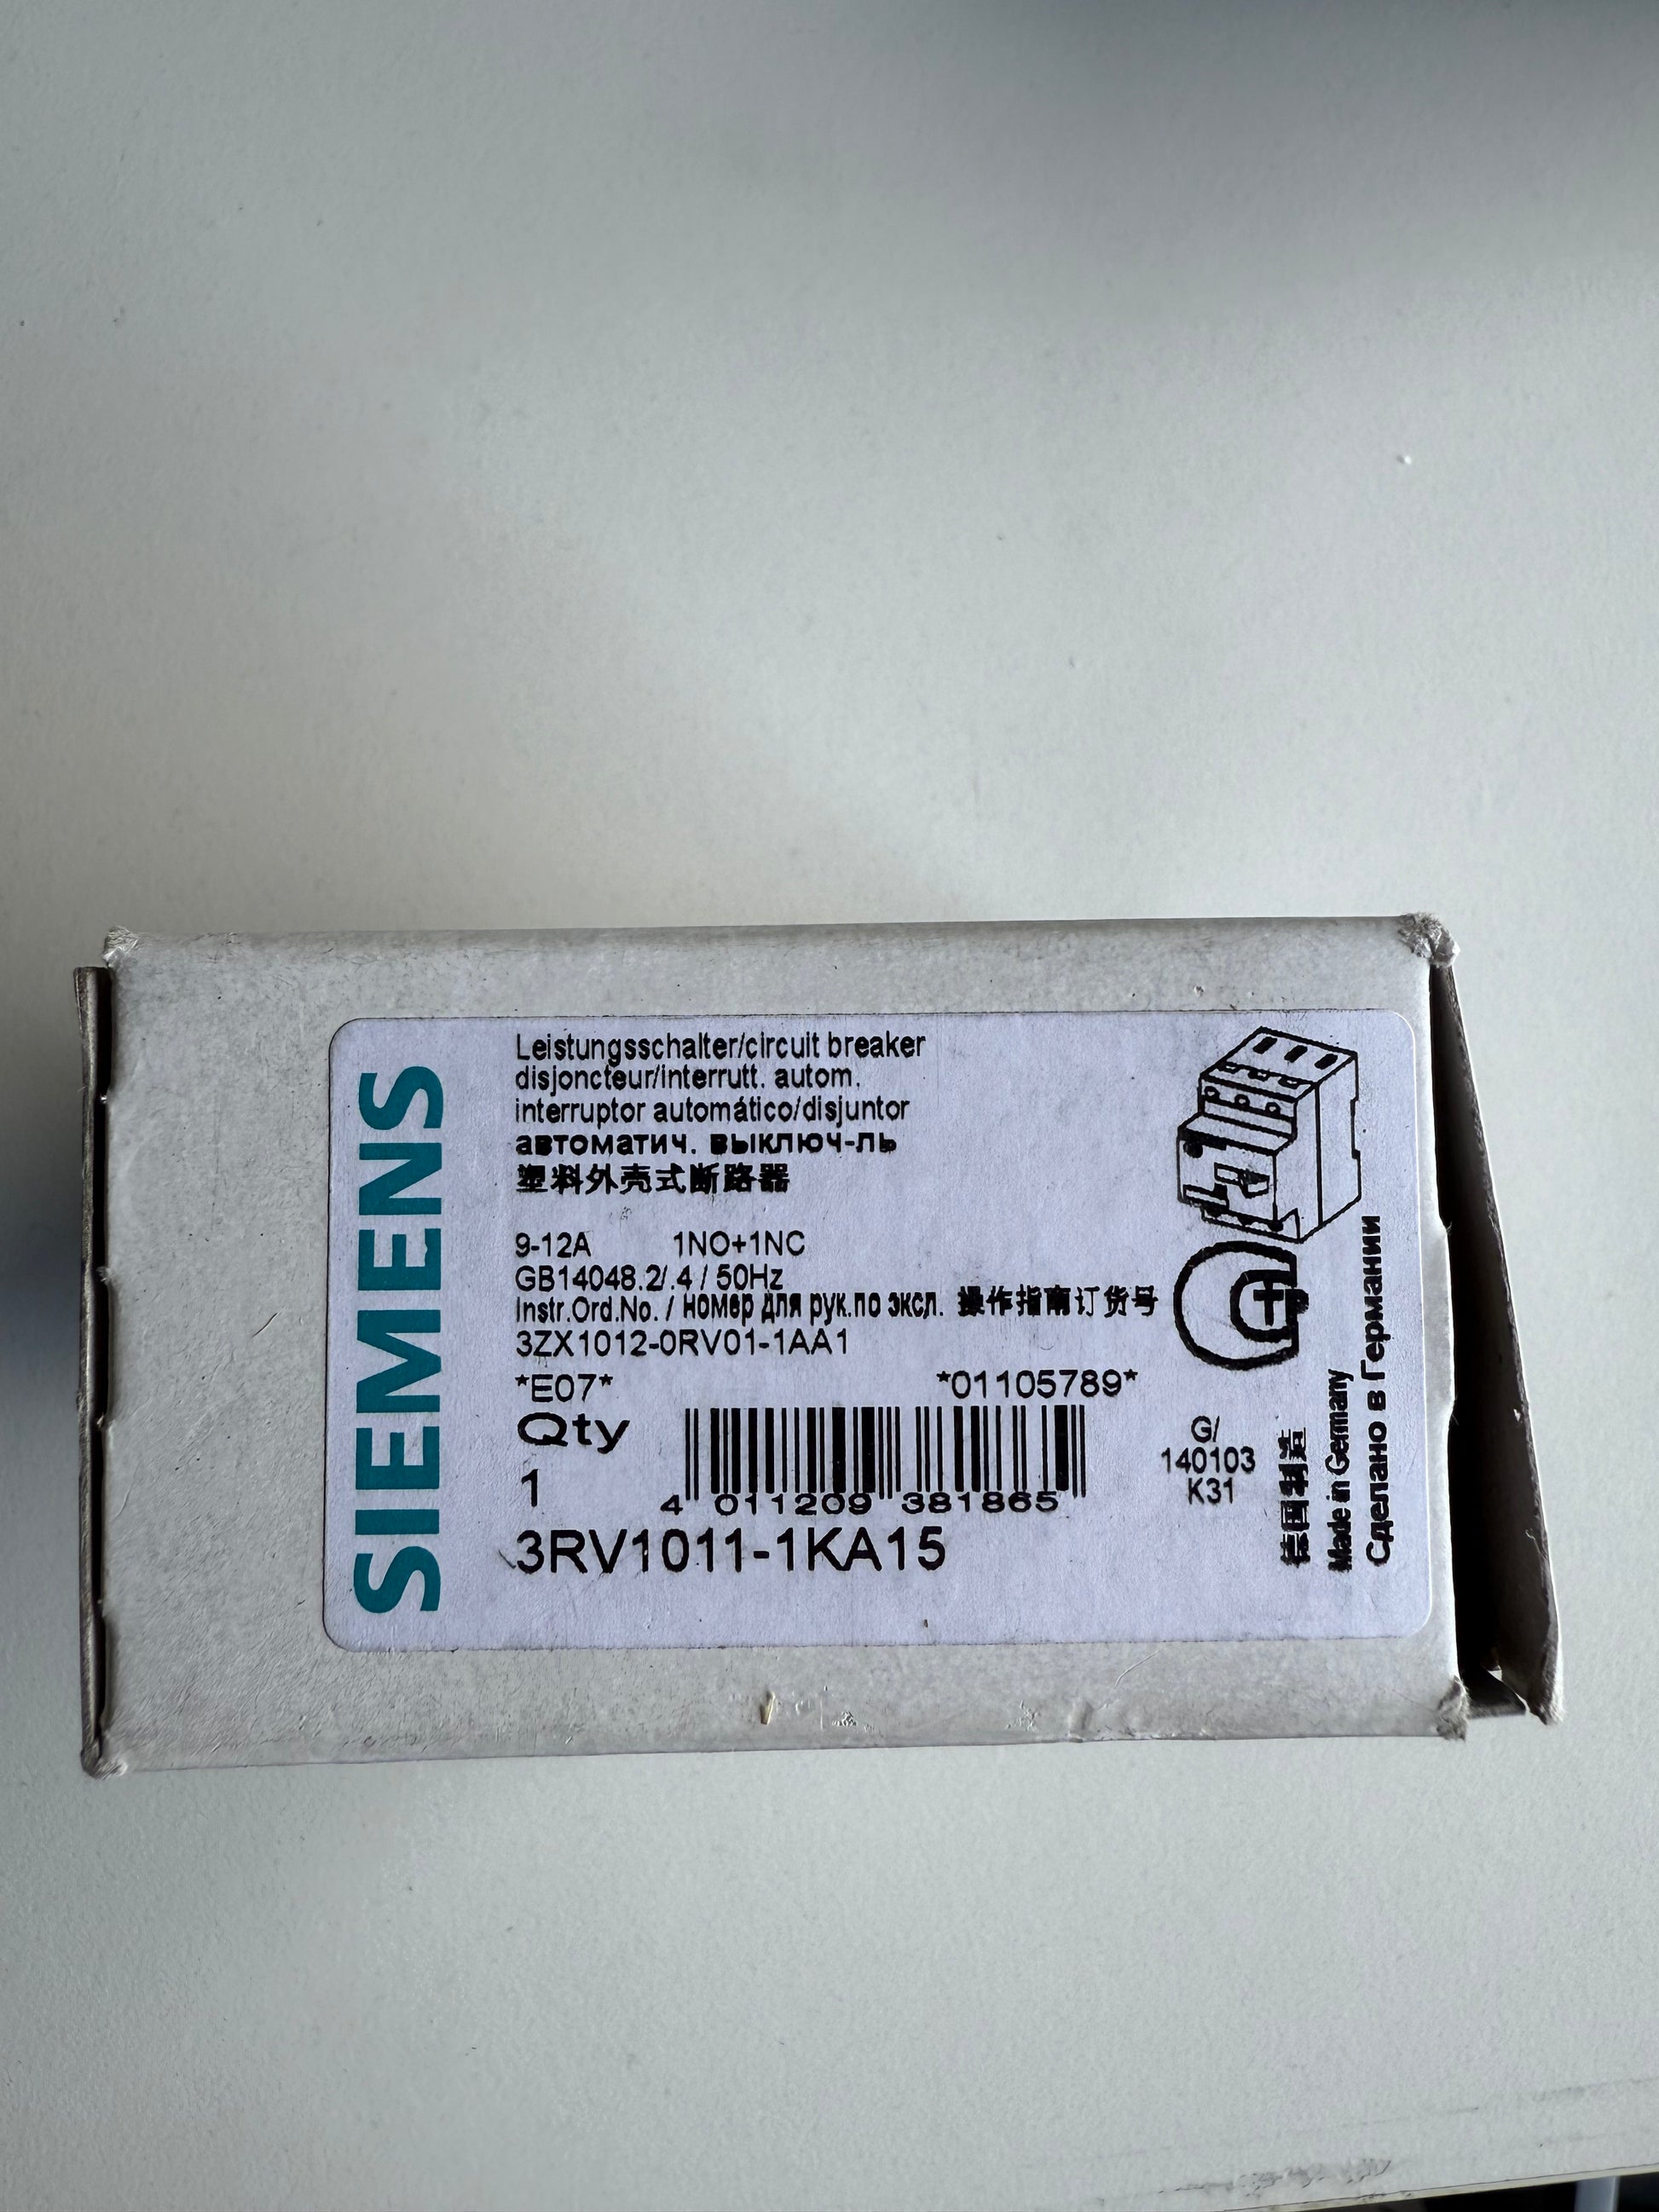 SIEMENS
Leistungsschalter/circuit breaker
disjoncteur/interrutt. autom.
interruptor automático/disjuntor
автоматич. выключ-ль
塑料外壳式断路器
9-12A 1NO+1NC
GB14048.2/.4 / 50Hz
Instr.Ord.No. / номер для рук.по экспл. 操作指南订货号
3ZX1012-0RV01-1AA1
*E07* *01105789*
Qty
1
4 011209 381865
3RV1011-1KA15
G/
140103
K31
德国制造
Made in Germany
Сделано в Германии